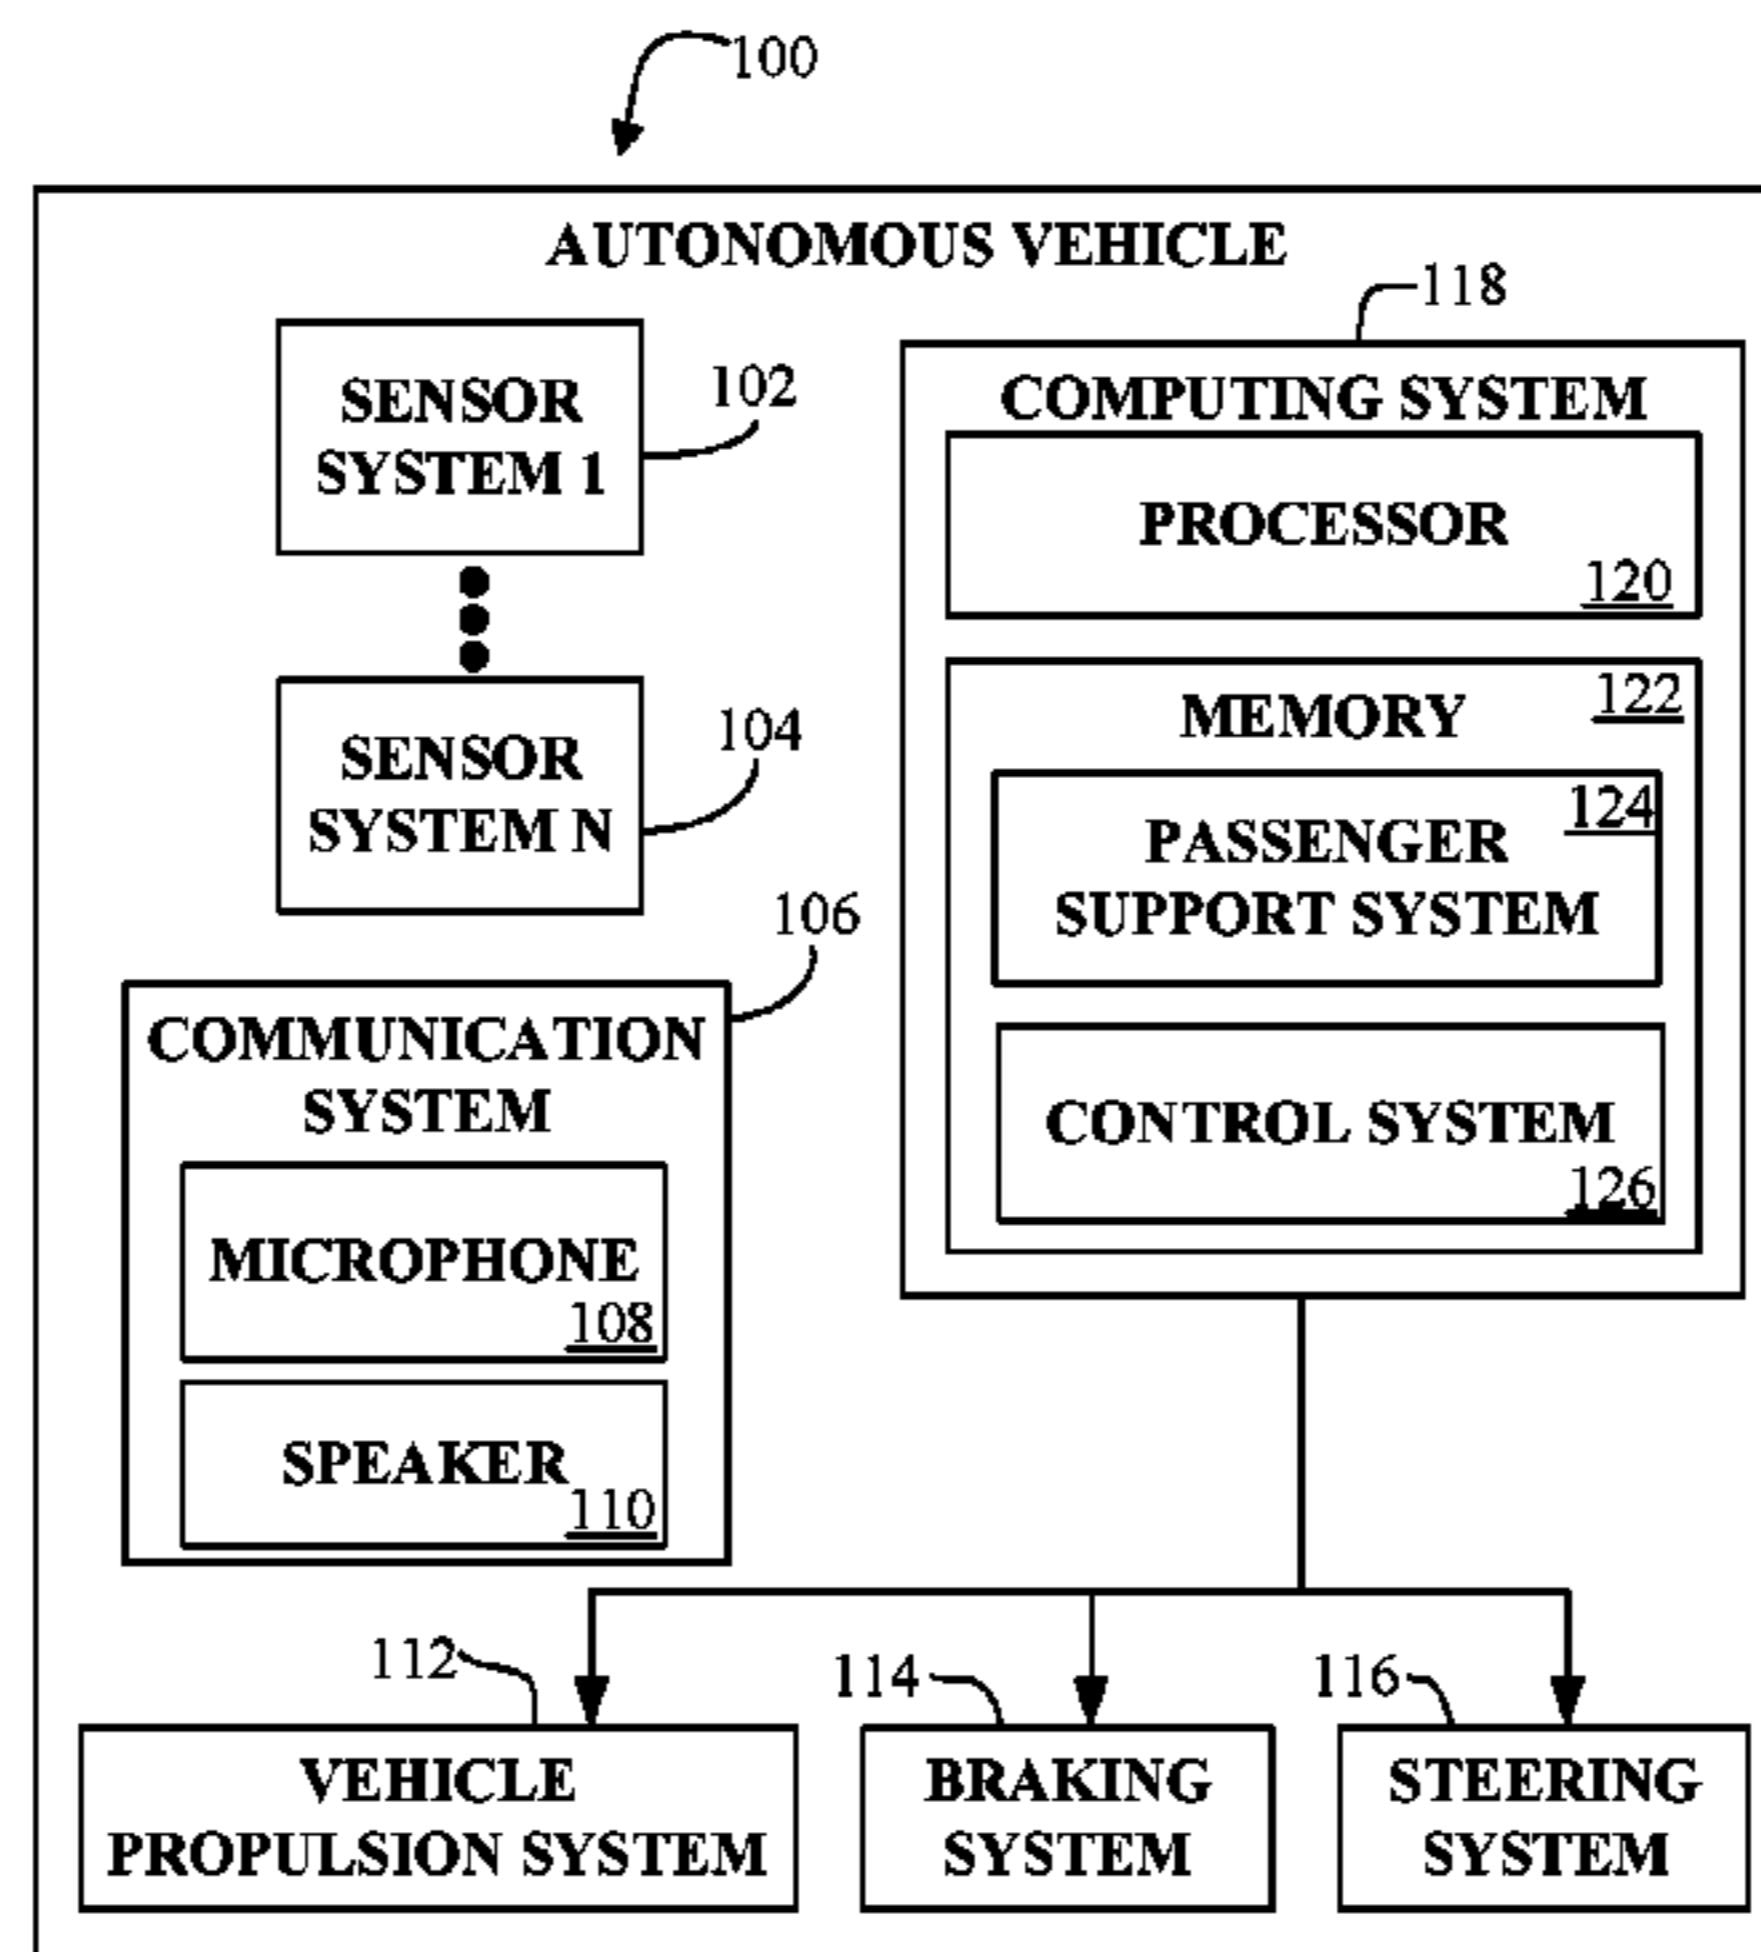 100
AUTONOMOUS VEHICLE
SENSOR
SYSTEM 1
102
SENSOR
SYSTEM N
104
106
COMMUNICATION
SYSTEM
MICROPHONE
108
SPEAKER
110
118
COMPUTING SYSTEM
PROCESSOR
120
MEMORY
122
PASSENGER
SUPPORT SYSTEM
124
CONTROL SYSTEM
126
112
VEHICLE
PROPULSION SYSTEM
114
BRAKING
SYSTEM
116
STEERING
SYSTEM